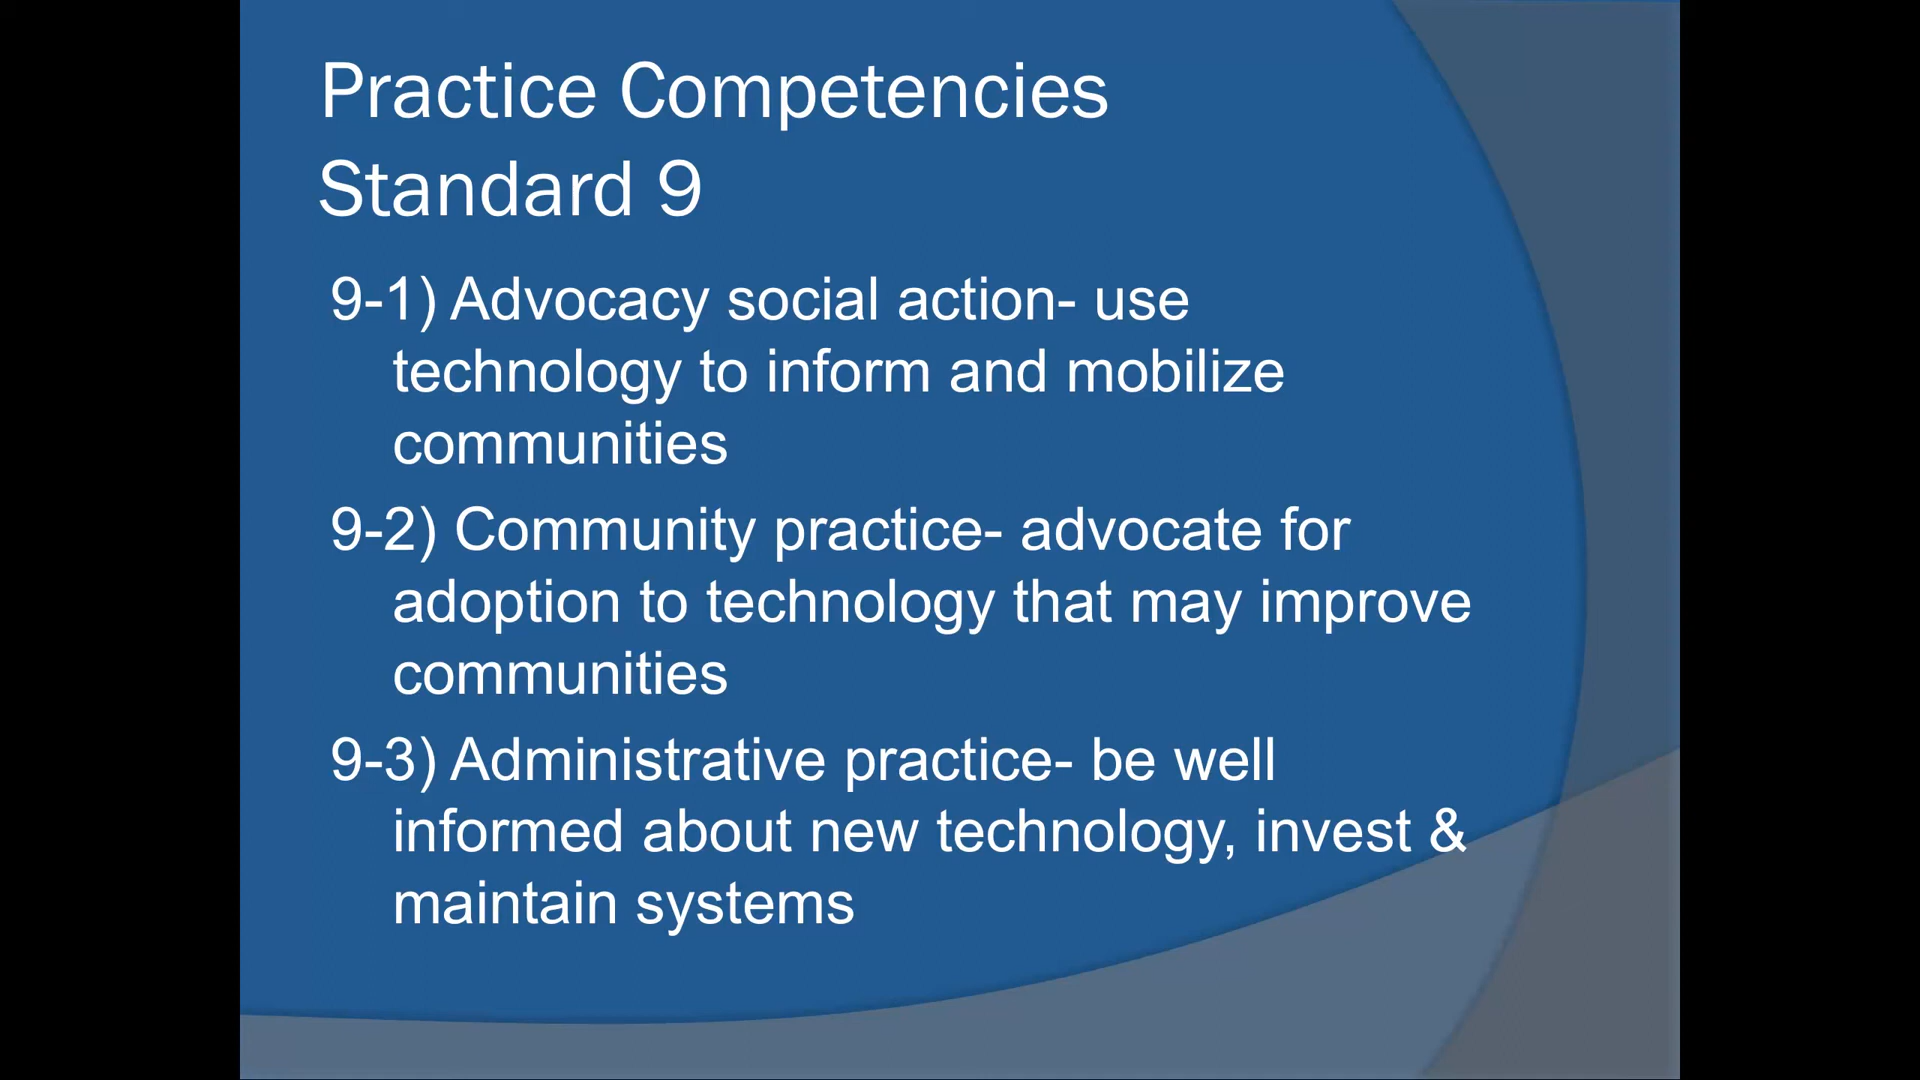 Practice Competencies
Standard 9
9-1) Advocacy social action- use
technology to inform and mobilize
communities
9-2) Community practice- advocate for
adoption to technology that may improve
communities
9-3) Administrative practice- be well
informed about new technology, invest &
maintain systems